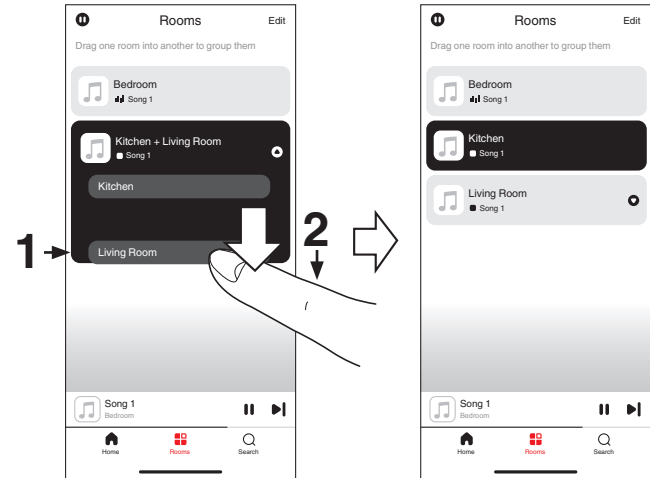 Rooms
Edit
Drag one room into another to group them
Bedroom
Song 1
Kitchen + Living Room
Song 1
Kitchen
Living Room
1
2
Song 1
Bedroom
Home
Rooms
Search
Rooms
Edit
Drag one room into another to group them
Bedroom
Song 1
Kitchen
Song 1
Living Room
Song 1
Song 1
Bedroom
Home
Rooms
Search